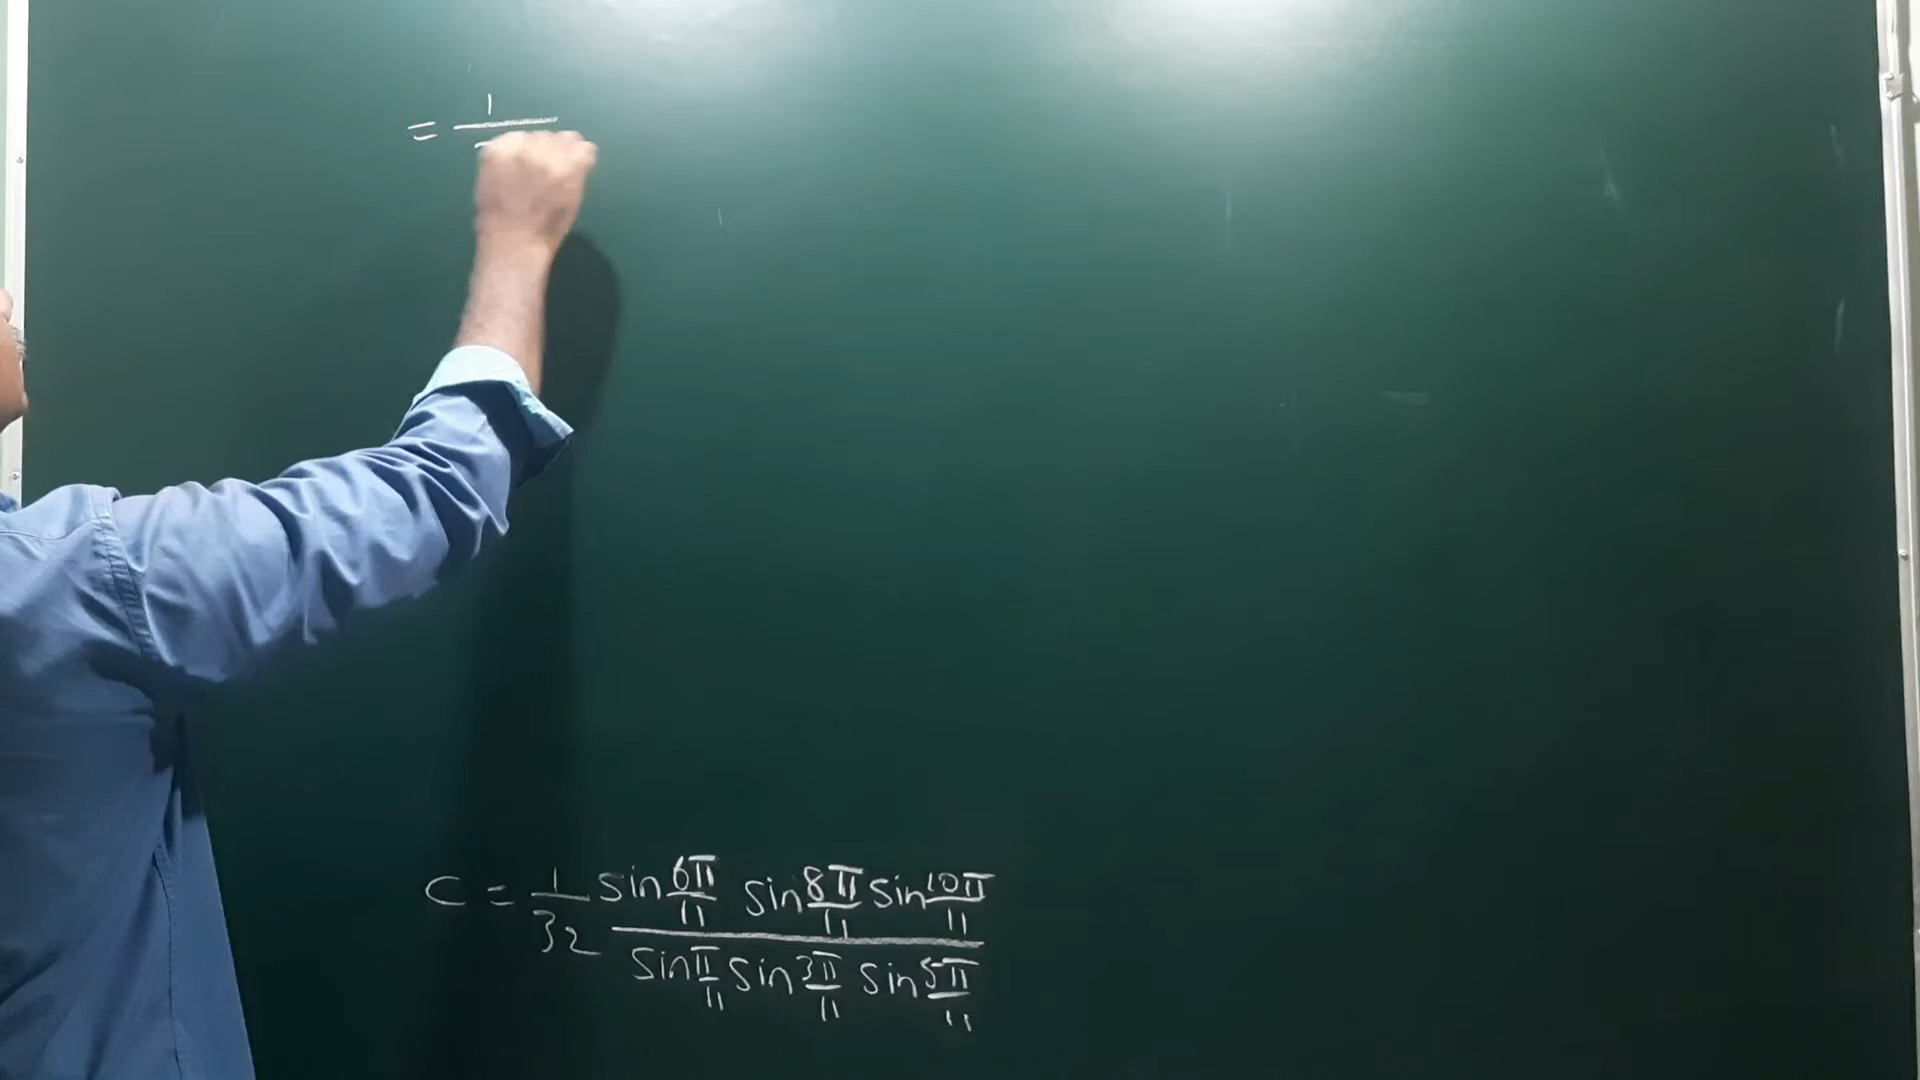 = 1/
C = 1/32 (sin 6π/11 sin 8π/11 sin 10π/11)/(sin π/11 sin 3π/11 sin 5π/11)